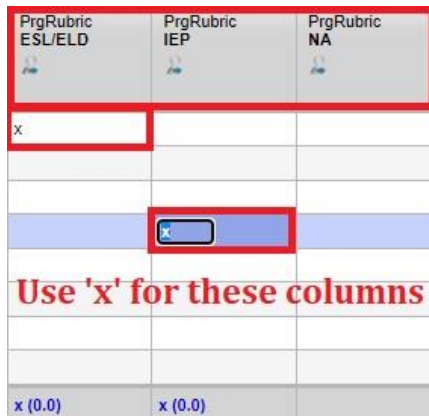 PrgRubric PrgRubric PrgRubric
ESL/ELD IEP NA
x
x
Use 'x' for these columns
x (0.0) x (0.0)